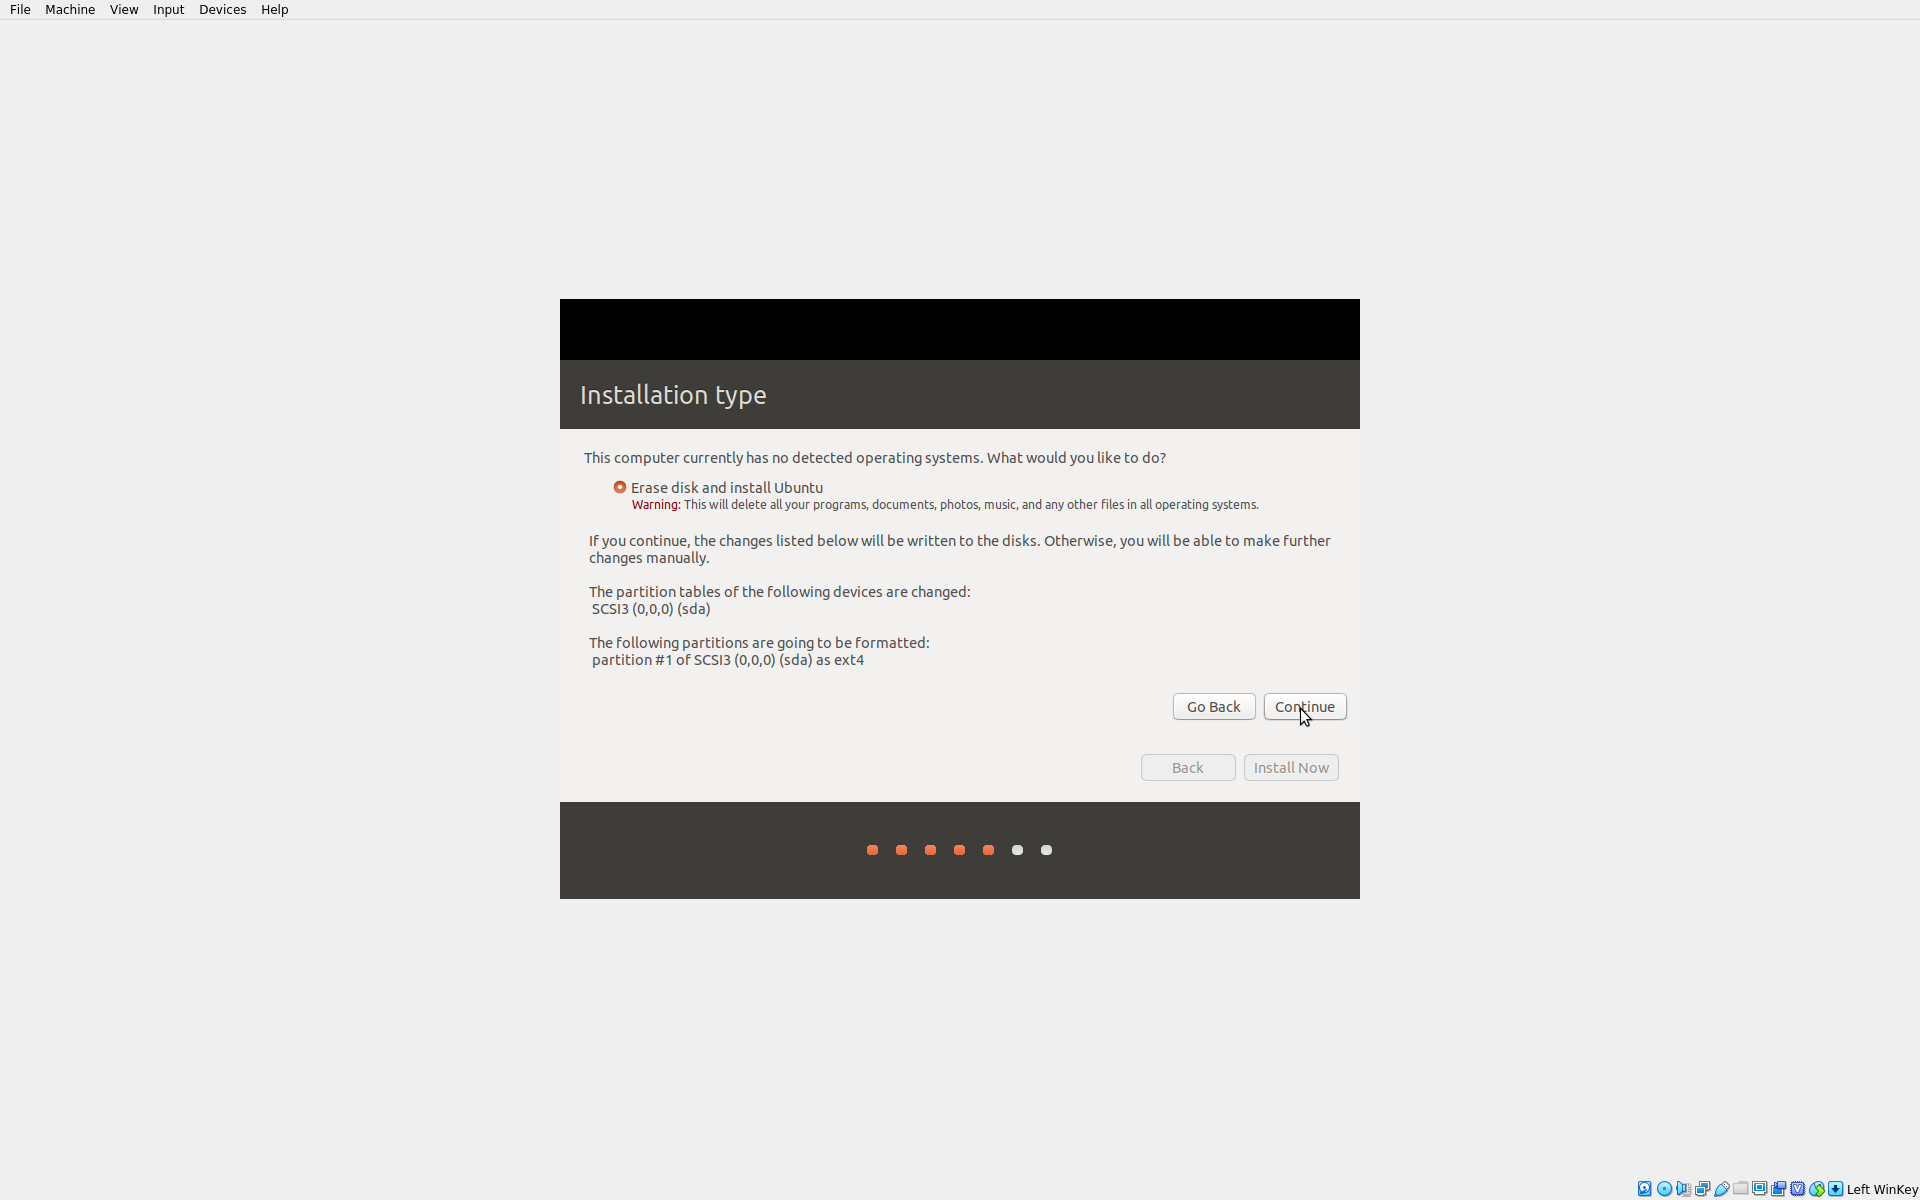 File Machine View Input Devices Help
Installation type
This computer currently has no detected operating systems. What would you like to do?
Erase disk and install Ubuntu
Warning: This will delete all your programs, documents, photos, music, and any other files in all operating systems.
If you continue, the changes listed below will be written to the disks. Otherwise, you will be able to make further
changes manually.
The partition tables of the following devices are changed:
SCSI3 (0,0,0) (sda)
The following partitions are going to be formatted:
partition #1 of SCSI3 (0,0,0) (sda) as ext4
Go Back Continue
Back Install Now
Left WinKey